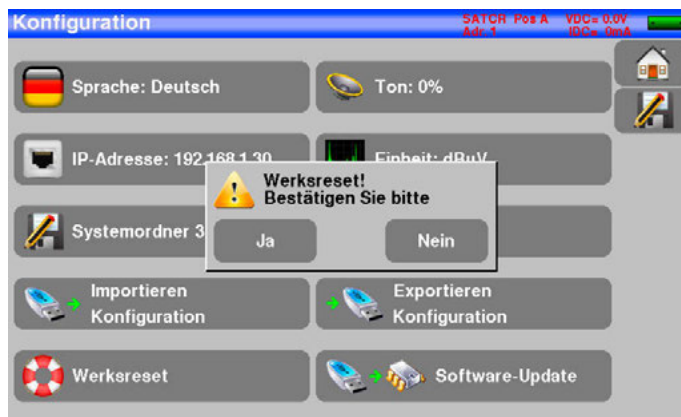 Konfiguration
SATCR Pos A VDC= 0.0V
Adr 1 IDC= 0mA
Sprache: Deutsch
Ton: 0%
IP-Adresse: 192.168.1.30
Einheit: dBuV
Werksreset!
Bestätigen Sie bitte
Systemordner 3
Ja
Nein
Importieren
Konfiguration
Exportieren
Konfiguration
Werksreset
Software-Update